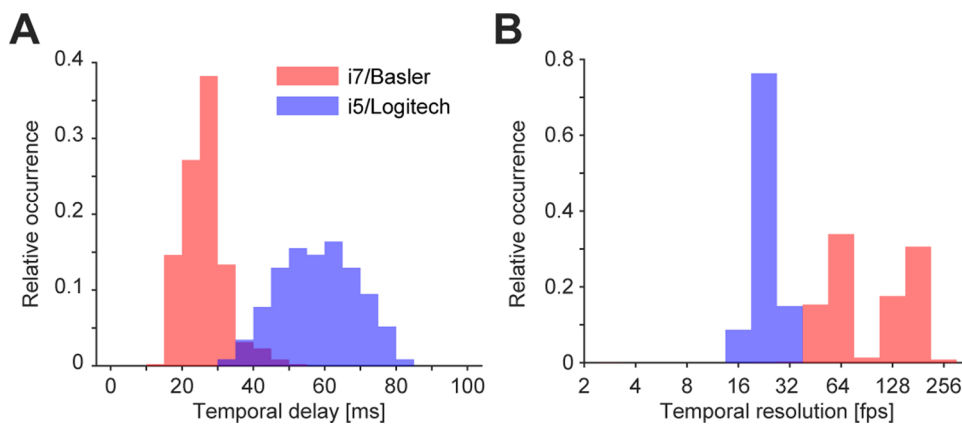 A
B
0.4
0.3
0.2
0.1
0
Relative occurrence
i7/Basler
i5/Logitech
0 20 40 60 80 100
Temporal delay [ms]
0.8
0.6
0.4
0.2
0
Relative occurrence
2 4 8 16 32 64 128 256
Temporal resolution [fps]